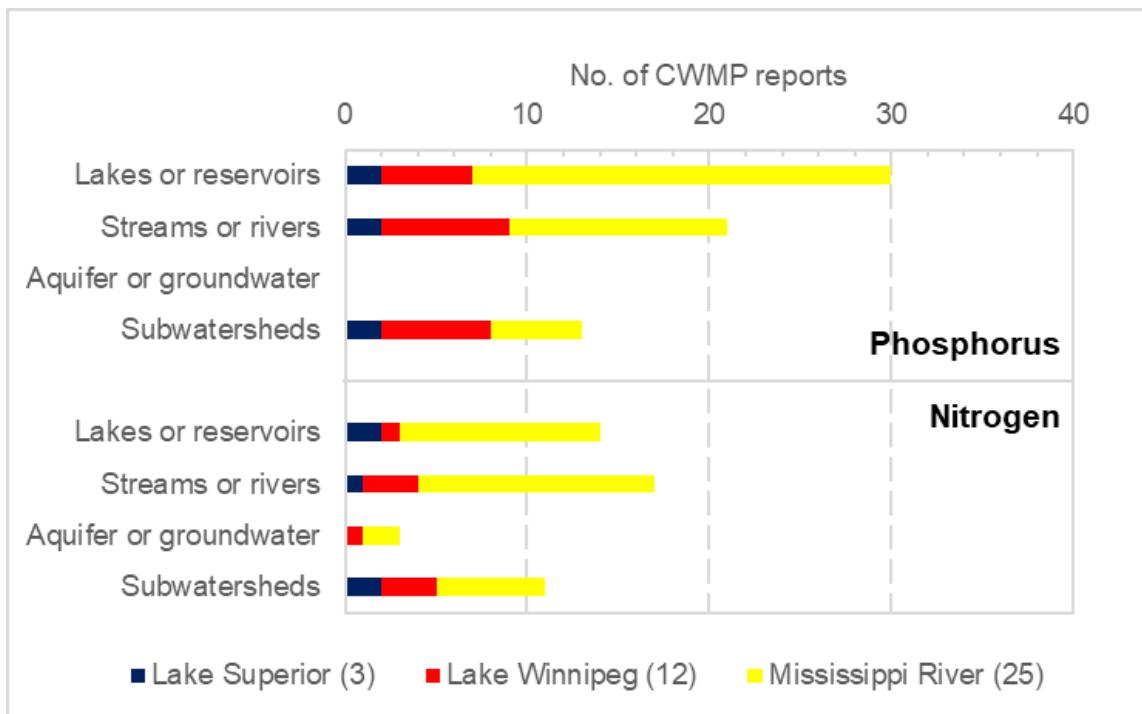 No. of CWMP reports
0 10 20 30 40
Lakes or reservoirs
Streams or rivers
Aquifer or groundwater
Subwatersheds
Phosphorus
Nitrogen
Lakes or reservoirs
Streams or rivers
Aquifer or groundwater
Subwatersheds
Lake Superior (3) Lake Winnipeg (12) Mississippi River (25)